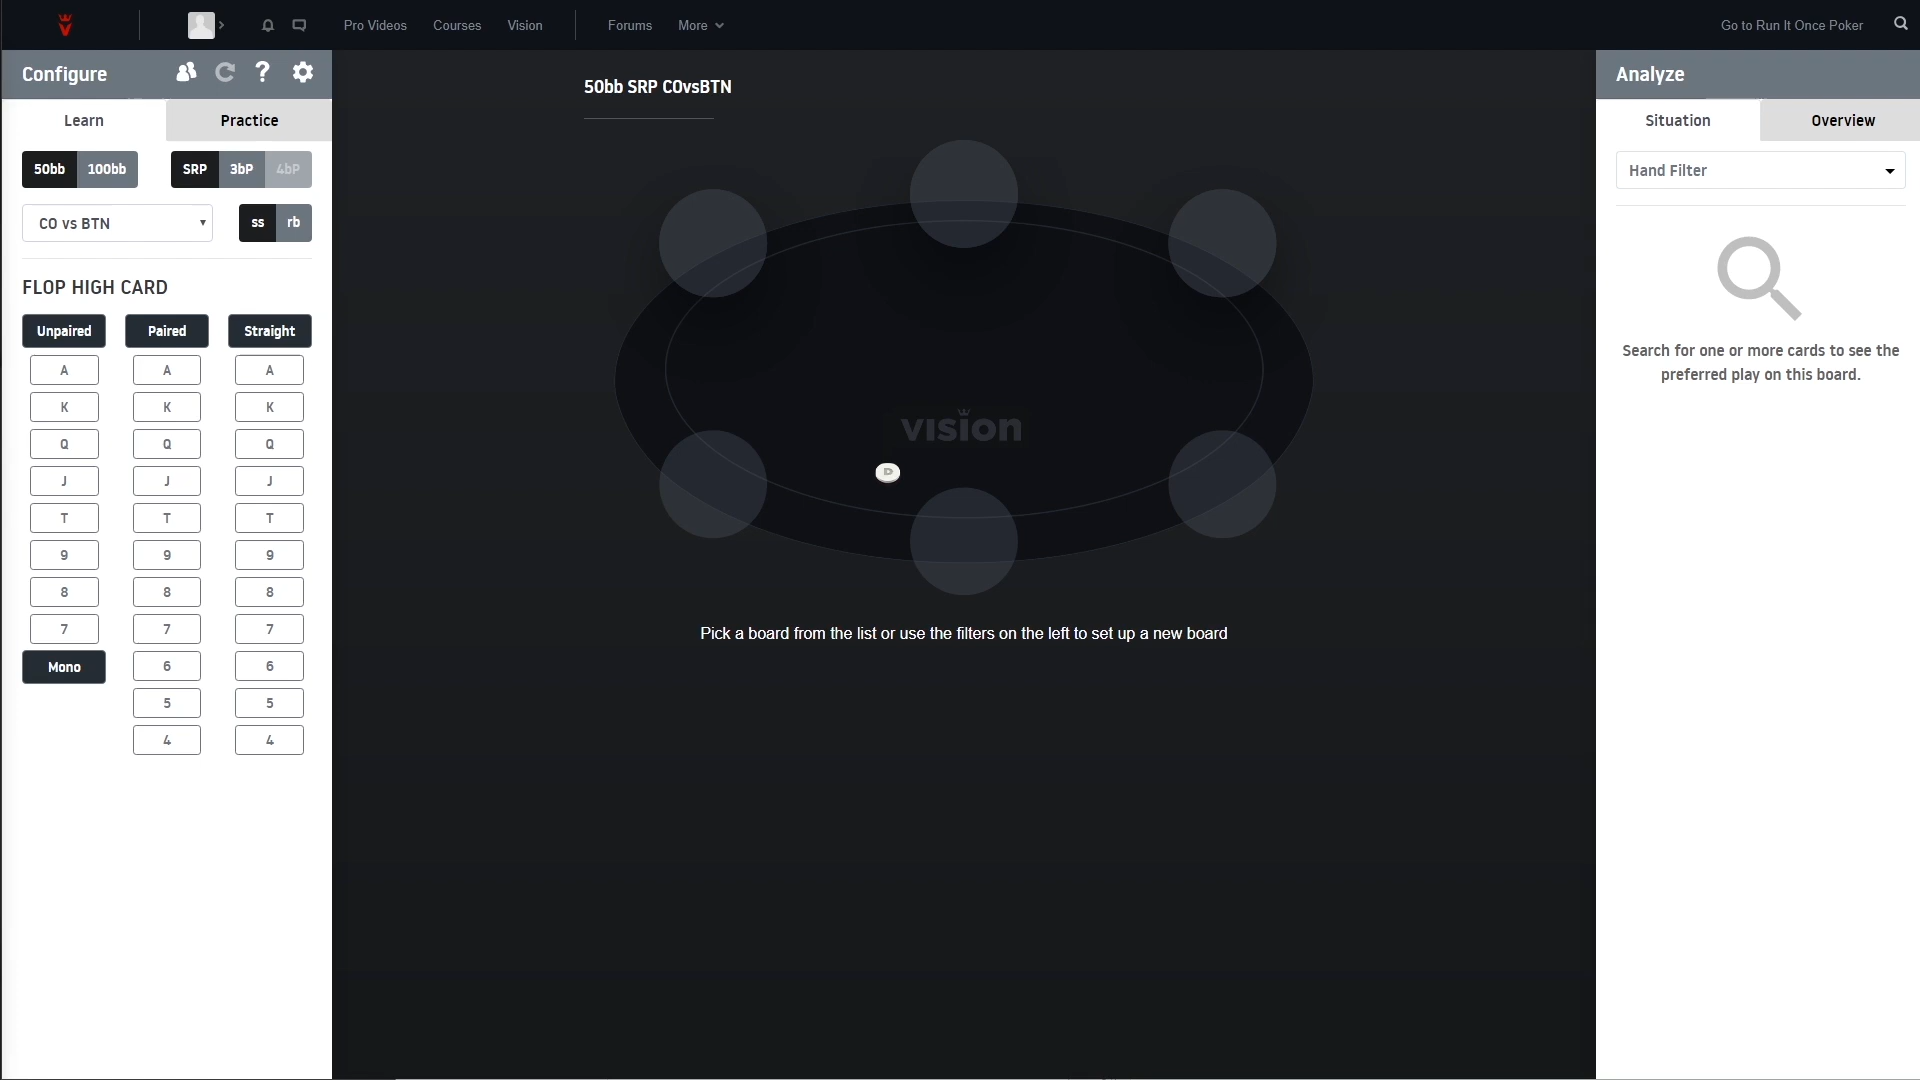 Pro Videos Courses Vision Forums More Go to Run It Once Poker
Configure
Learn Practice
50bb 100bb SRP 3bP 4bP
CO vs BTN ss rb
FLOP HIGH CARD
Unpaired Paired Straight
A A A
K K K
Q Q Q
J J J
T T T
9 9 9
8 8 8
7 7 7
Mono 6 6
5 5
4 4
50bb SRP COvsBTN
vision
D
Pick a board from the list or use the filters on the left to set up a new board
Analyze
Situation Overview
Hand Filter
Search for one or more cards to see the
preferred play on this board.